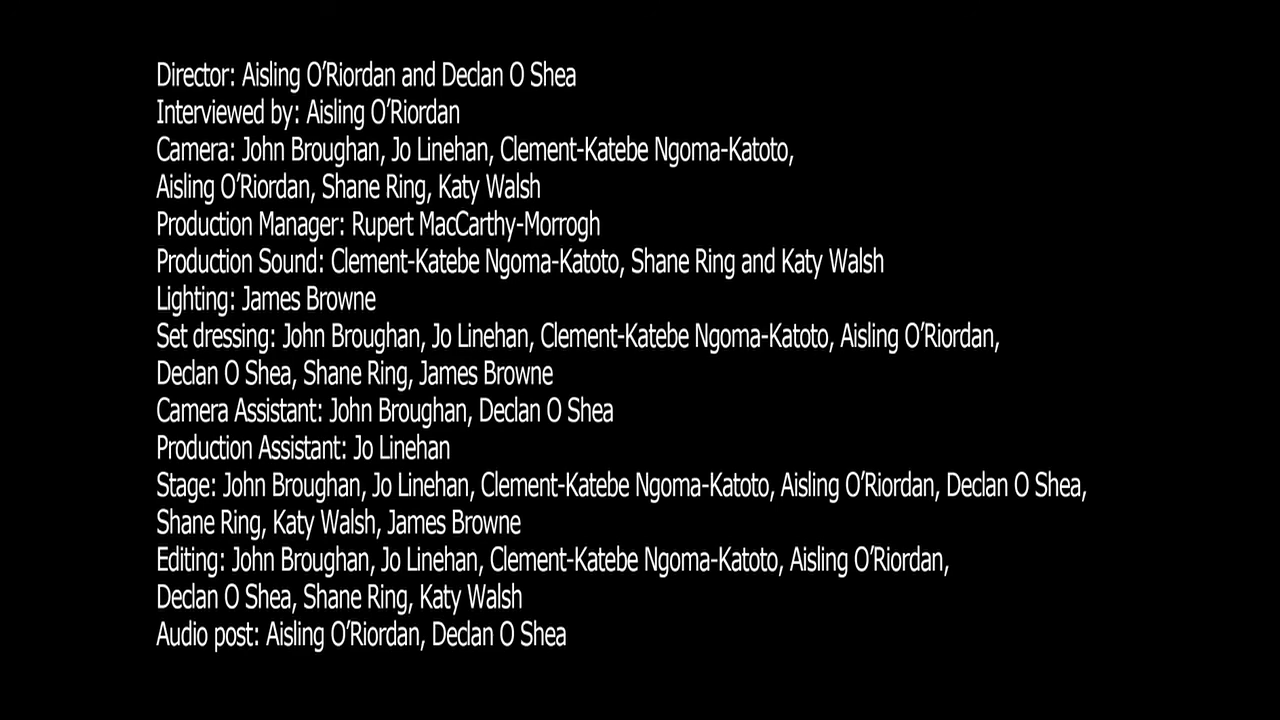 Director: Aisling O’Riordan and Declan O Shea
Interviewed by: Aisling O’Riordan
Camera: John Broughan, Jo Linehan, Clement-Katebe Ngoma-Katoto,
Aisling O’Riordan, Shane Ring, Katy Walsh
Production Manager: Rupert MacCarthy-Morrogh
Production Sound: Clement-Katebe Ngoma-Katoto, Shane Ring and Katy Walsh
Lighting: James Browne
Set dressing: John Broughan, Jo Linehan, Clement-Katebe Ngoma-Katoto, Aisling O’Riordan,
Declan O Shea, Shane Ring, James Browne
Camera Assistant: John Broughan, Declan O Shea
Production Assistant: Jo Linehan
Stage: John Broughan, Jo Linehan, Clement-Katebe Ngoma-Katoto, Aisling O’Riordan, Declan O Shea,
Shane Ring, Katy Walsh, James Browne
Editing: John Broughan, Jo Linehan, Clement-Katebe Ngoma-Katoto, Aisling O’Riordan,
Declan O Shea, Shane Ring, Katy Walsh
Audio post: Aisling O’Riordan, Declan O Shea